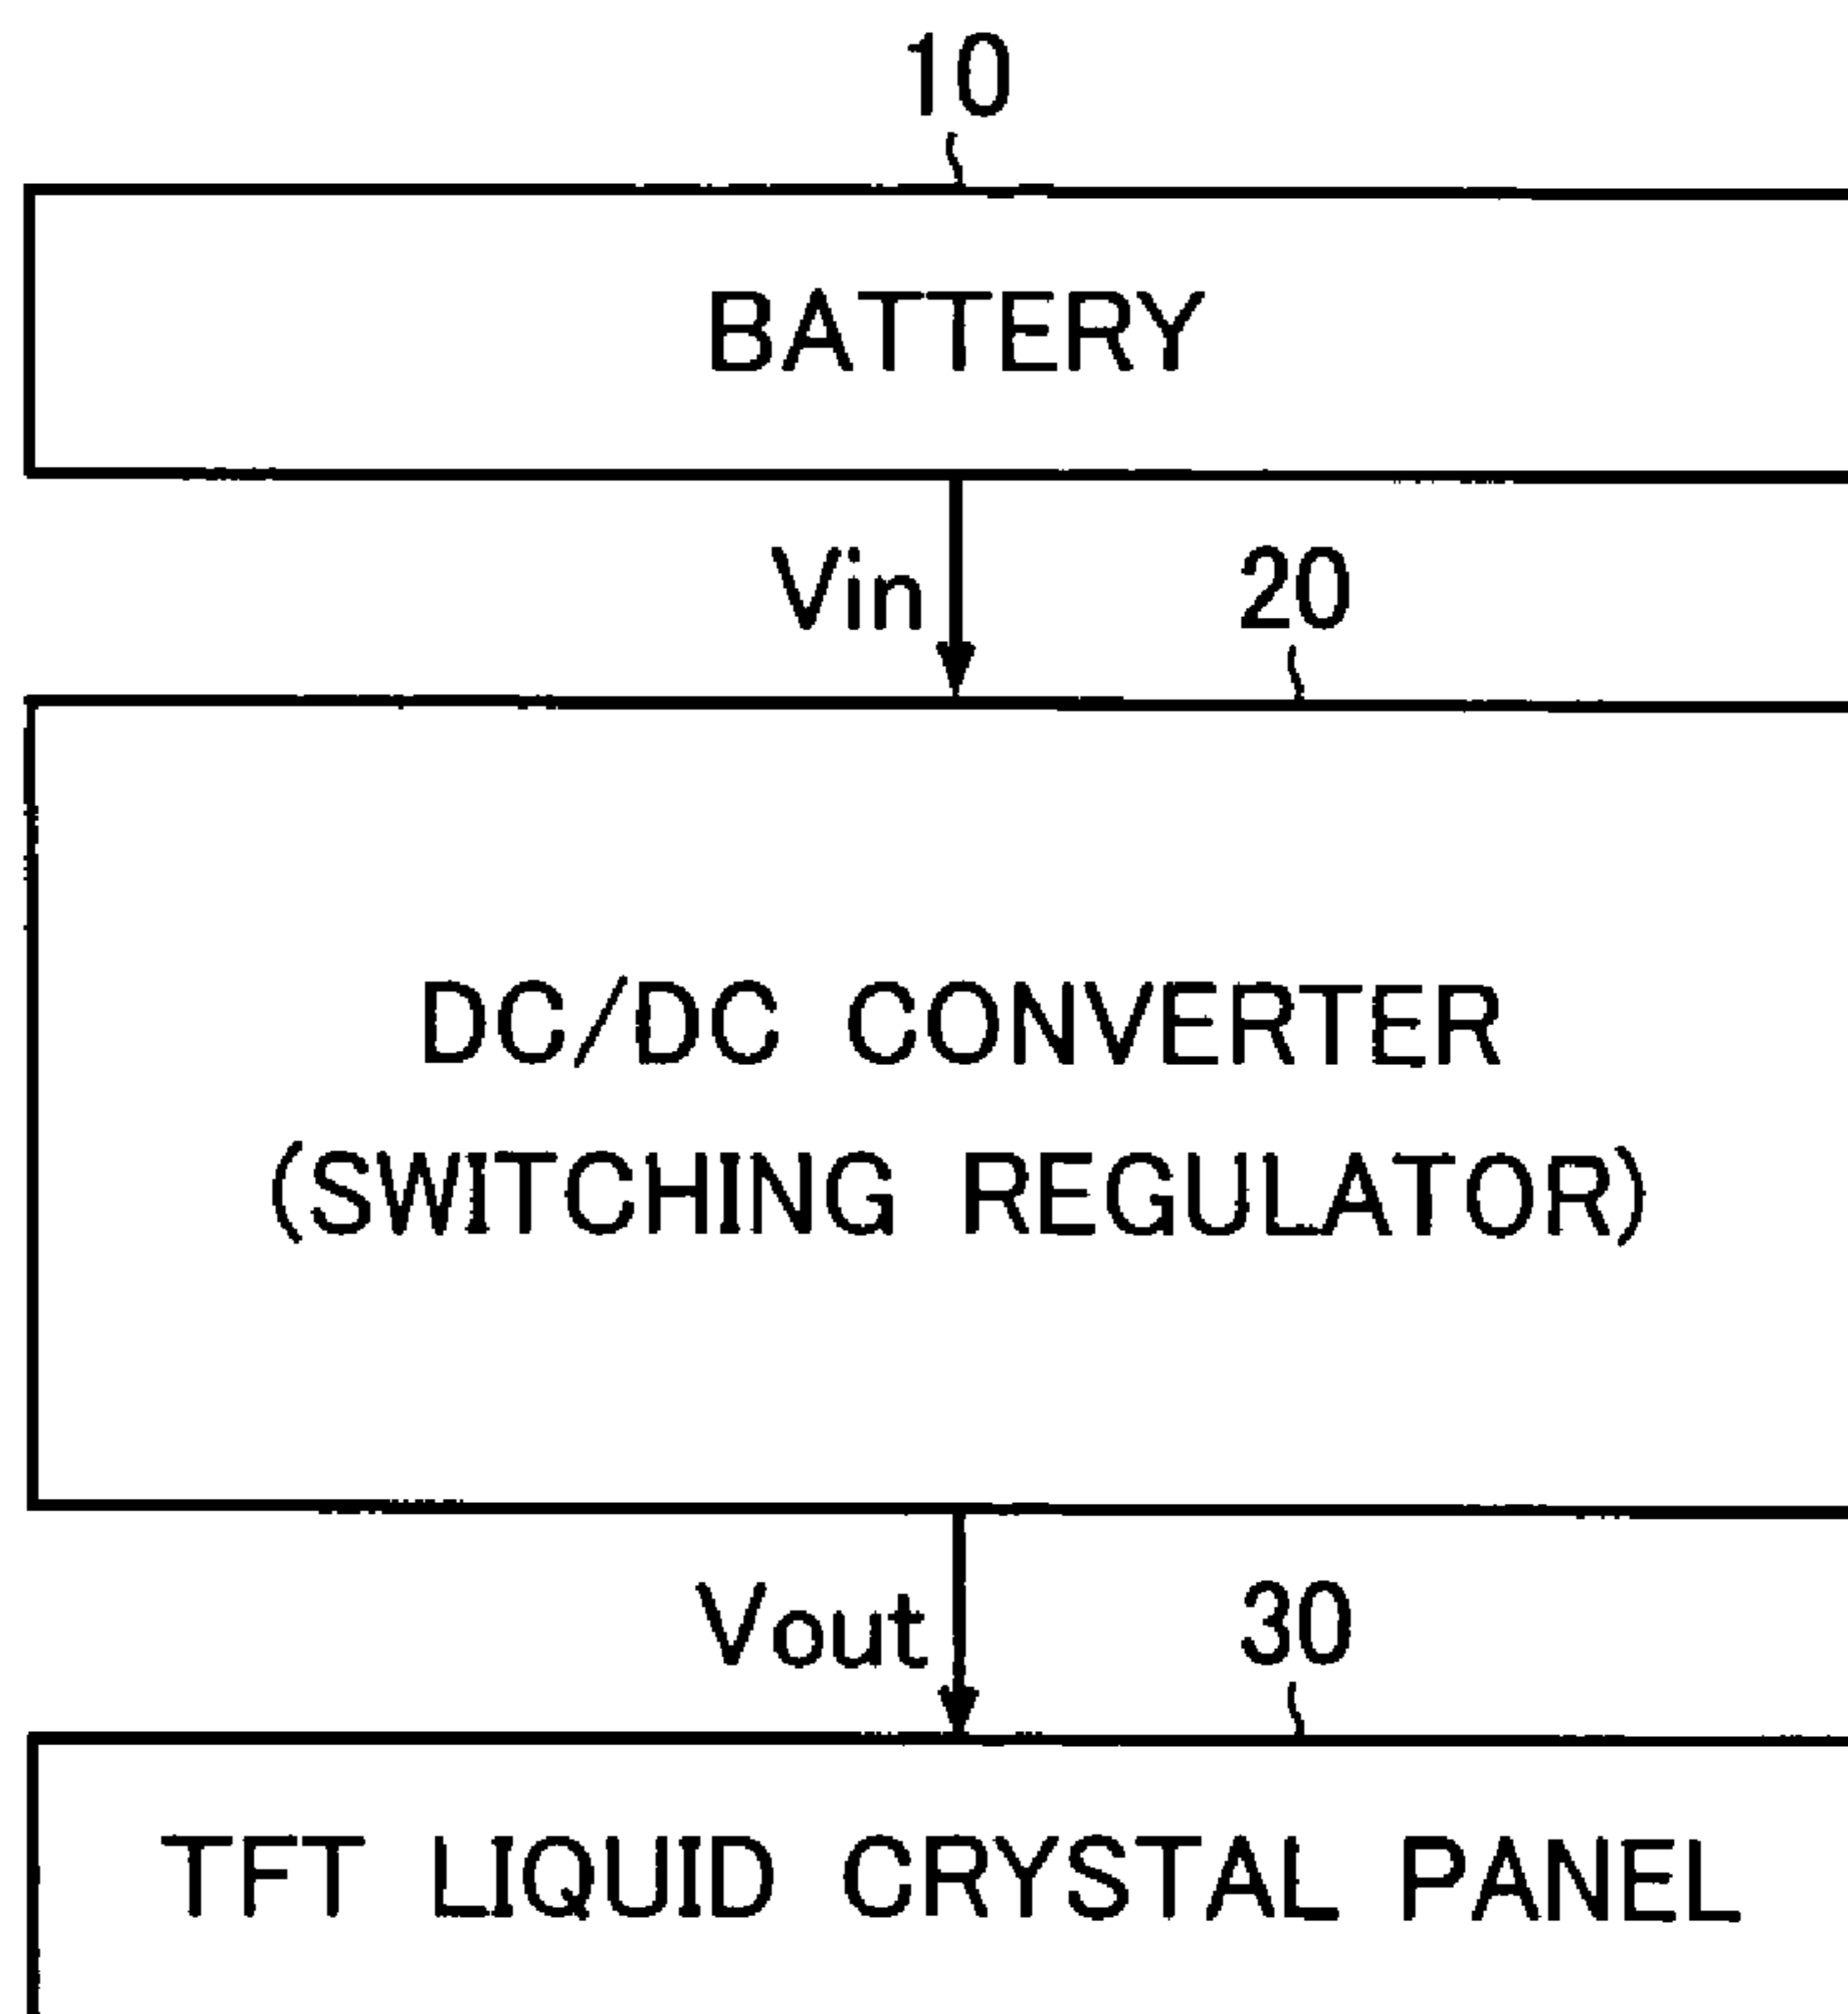 10
BATTERY
Vin
20
DC/DC CONVERTER
(SWITCHING REGULATOR)
Vout
30
TFT LIQUID CRYSTAL PANEL